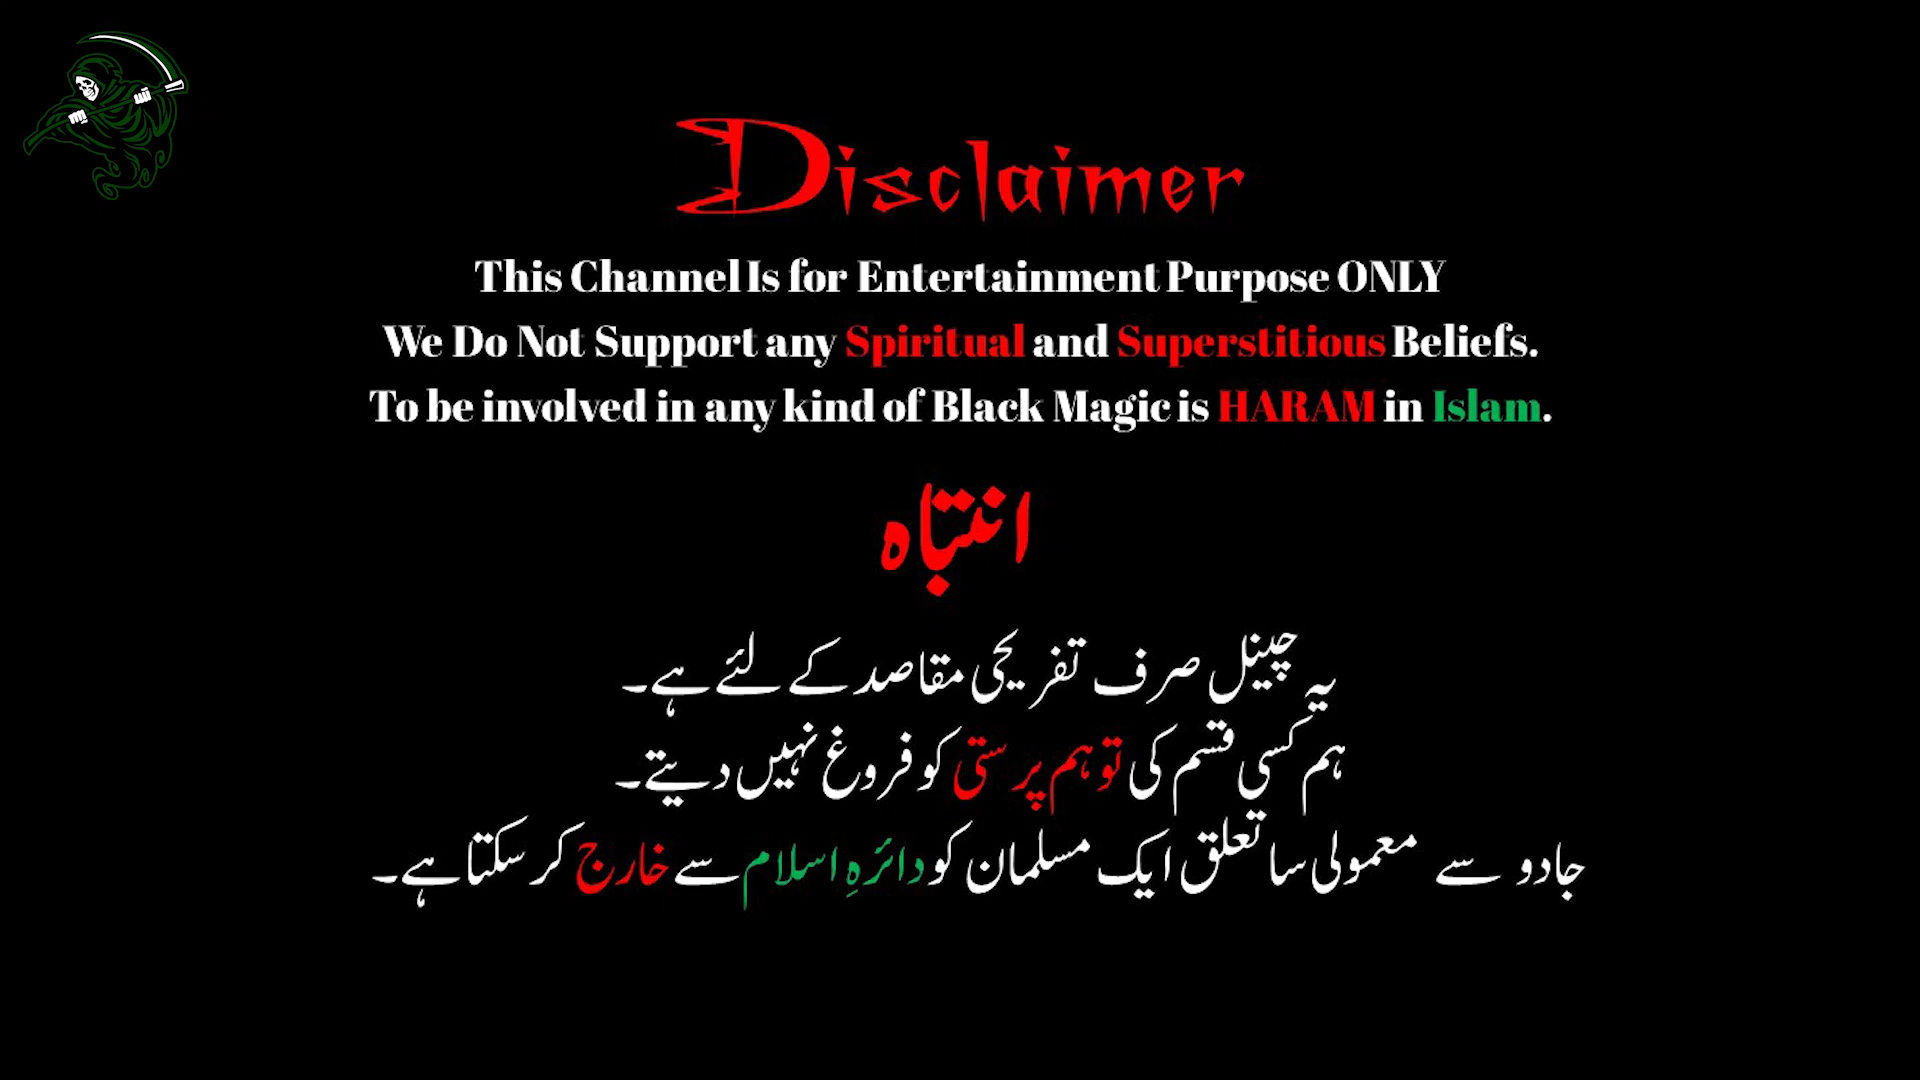 Disclaimer
This Channel Is for Entertainment Purpose ONLY
We Do Not Support any Spiritual and Superstitious Beliefs.
To be involved in any kind of Black Magic is HARAM in Islam.
انتباہ
یہ چینل صرف تفریحی مقاصد کے لئے ہے۔
ہم کسی قسم کی توہم پرستی کو فروغ نہیں دیتے۔
جادو سے معمولی سا تعلق ایک مسلمان کو دائرہِ اسلام سے خارج کر سکتا ہے۔